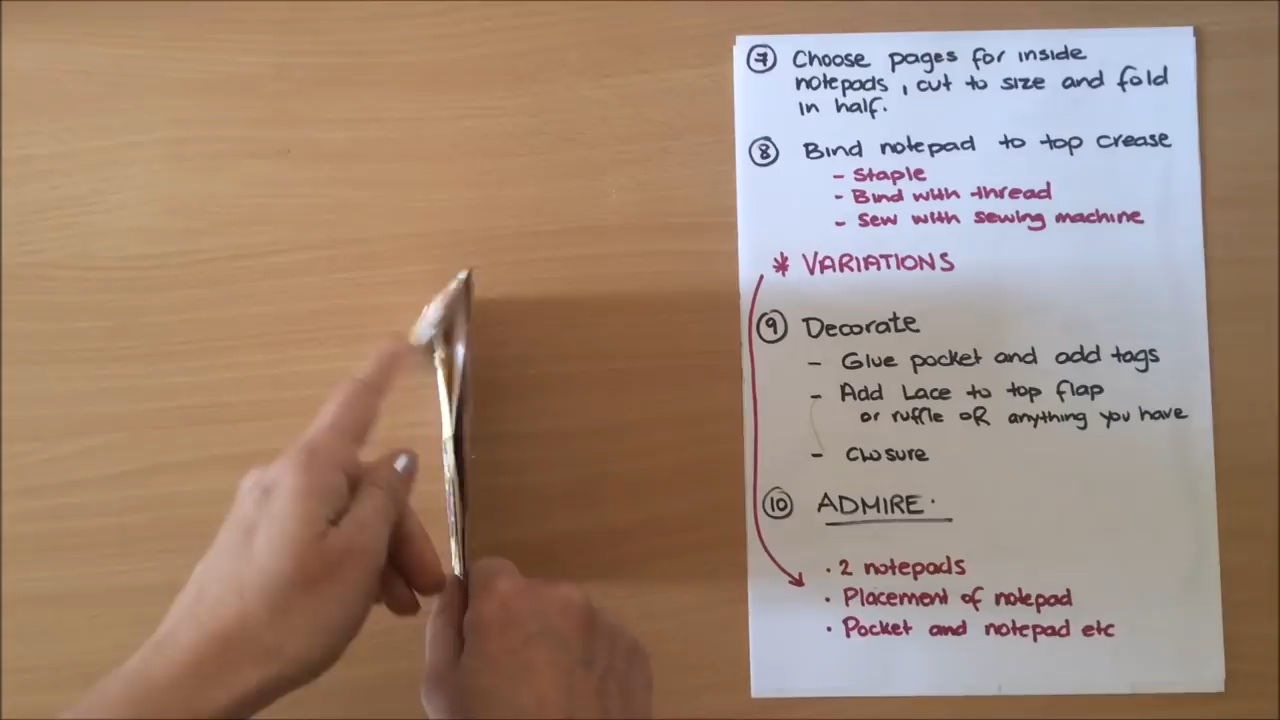 7 Choose pages for inside
notepads, cut to size and fold
in half.
8 Bind notepad to top crease
- Staple
- Bind with thread
- Sew with sewing machine
* VARIATIONS
9 Decorate
- Glue pocket and add tags
- Add Lace to top flap
or ruffle OR anything you have
- Closure
10 ADMIRE.
• 2 notepads
• Placement of notepad
• Pocket and notepad etc